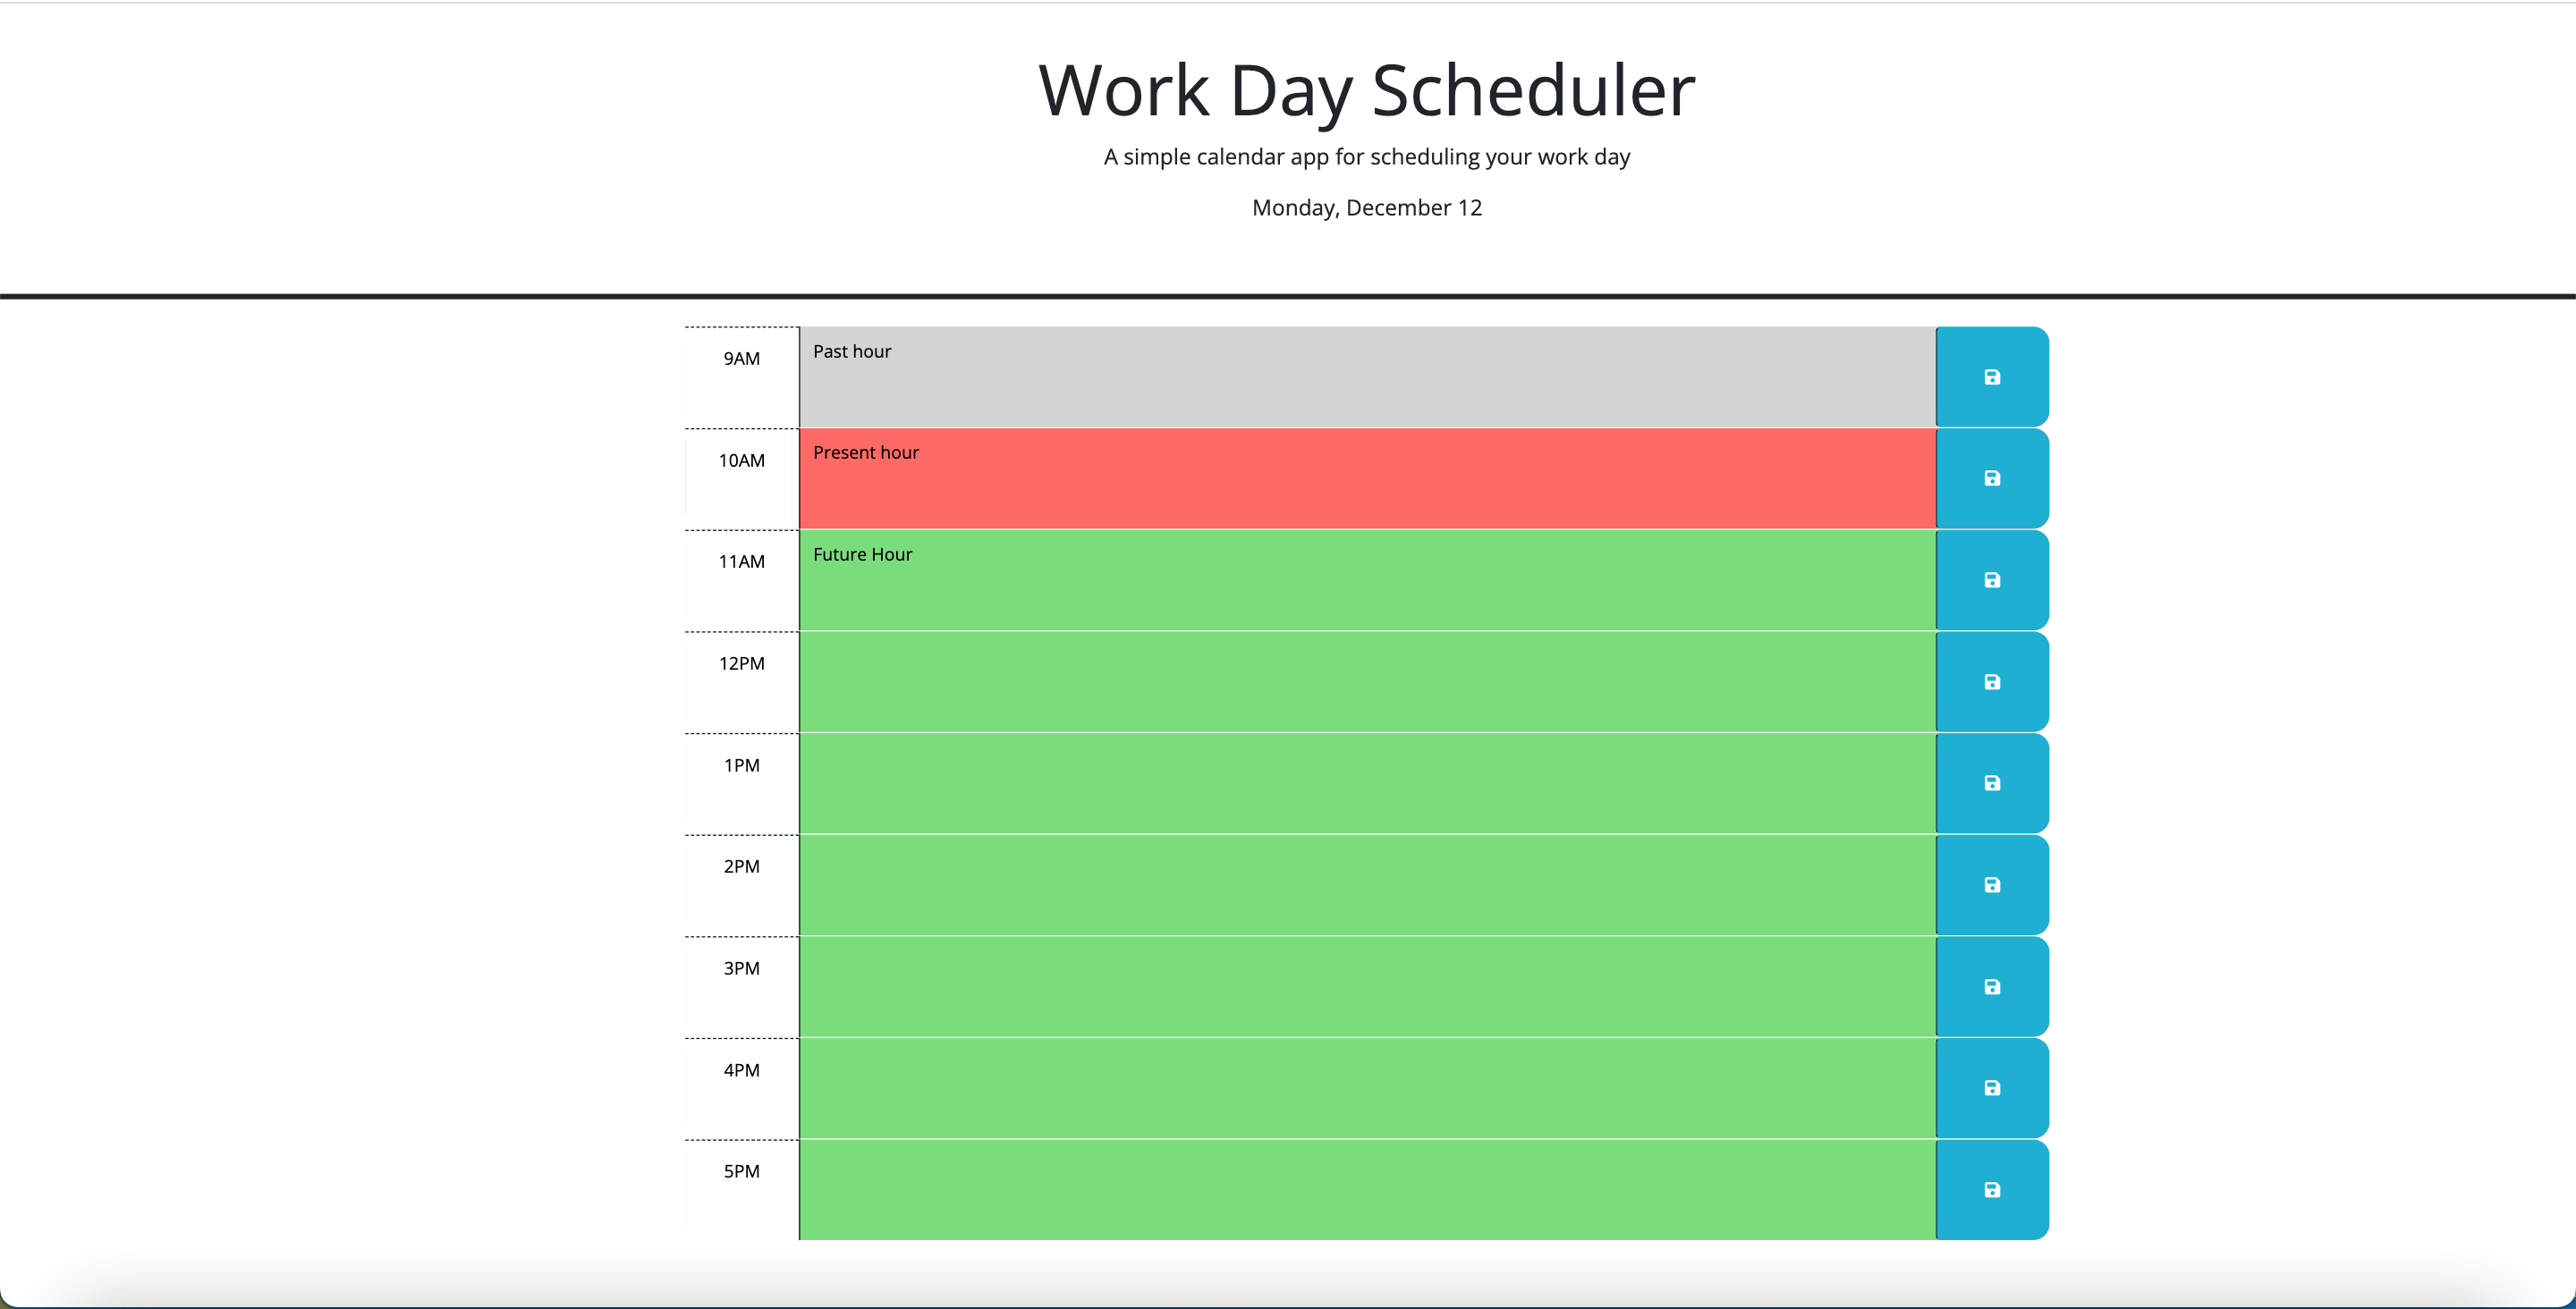 Work Day Scheduler
A simple calendar app for scheduling your work day
Monday, December 12
9AM
Past hour
10AM
Present hour
11AM
Future Hour
12PM
1PM
2PM
3PM
4PM
5PM